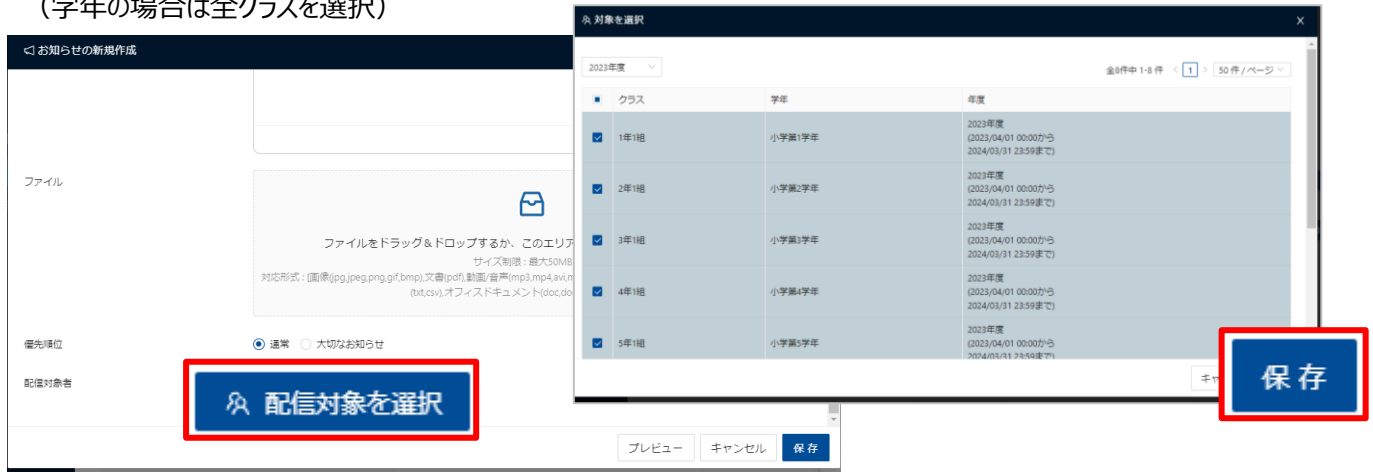 （学年の場合は全クラスを選択）
お知らせの新規作成
ファイル
ファイルをドラッグ＆ドロップするか、このエリア
サイズ制限：最大50MB
対応形式：[画像(jpg,jpeg,png,gif,bmp),文書(pdf),動画/音声(mp3,mp4,avi,m
(txt,csv),オフィスドキュメント(doc,do
優先順位
通常 大切なお知らせ
配信対象者
配信対象を選択
プレビュー キャンセル 保存
対象を選択 X
2023年度
全8件中 1-8 件 < 1 > 50 件 / ページ
クラス 学年 年度
1年1組 小学第1学年 2023年度
(2023/04/01 00:00から
2024/03/31 23:59まで)
2年1組 小学第2学年 2023年度
(2023/04/01 00:00から
2024/03/31 23:59まで)
3年1組 小学第3学年 2023年度
(2023/04/01 00:00から
2024/03/31 23:59まで)
4年1組 小学第4学年 2023年度
(2023/04/01 00:00から
2024/03/31 23:59まで)
5年1組 小学第5学年 2023年度
(2023/04/01 00:00から
2024/03/31 23:59まで)
キャ
保存